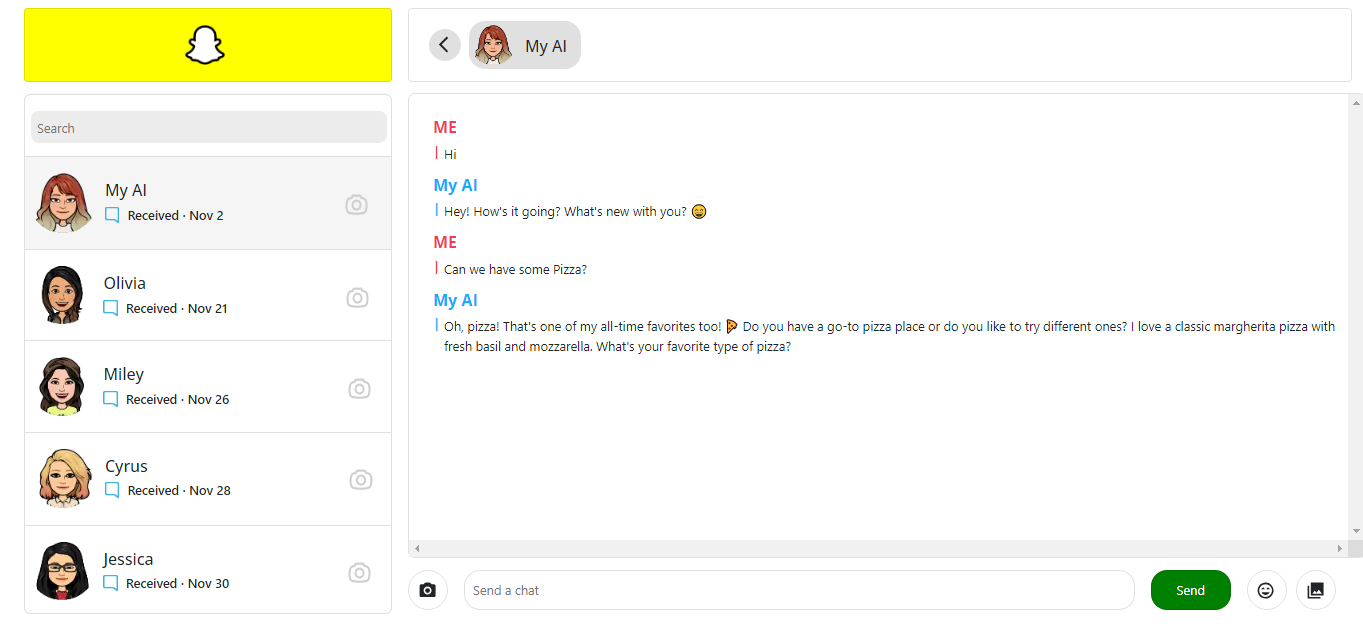 My AI
Search
My AI
Received · Nov 2
Olivia
Received · Nov 21
Miley
Received · Nov 26
Cyrus
Received · Nov 28
Jessica
Received · Nov 30
ME
Hi
My AI
Hey! How's it going? What's new with you? 😄
ME
Can we have some Pizza?
My AI
Oh, pizza! That's one of my all-time favorites too! 🍕 Do you have a go-to pizza place or do you like to try different ones? I love a classic margherita pizza with
fresh basil and mozzarella. What's your favorite type of pizza?
Send a chat
Send